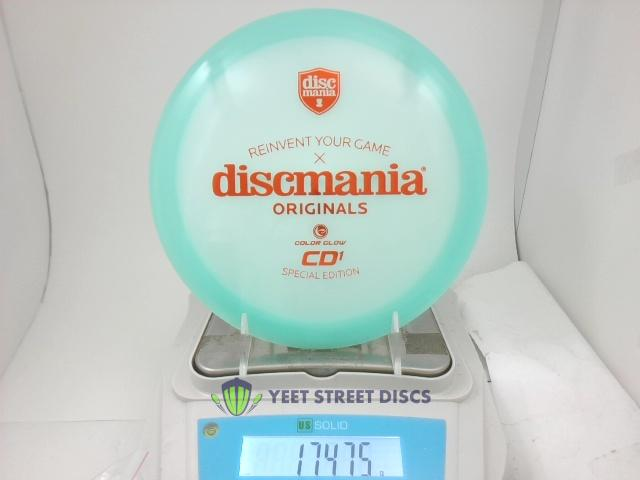 disc
mania
REINVENT YOUR GAME
X
discmania®
ORIGINALS
COLOR GLOW
CD1
SPECIAL EDITION
YEET STREET DISCS
US SOLID
174.75 g